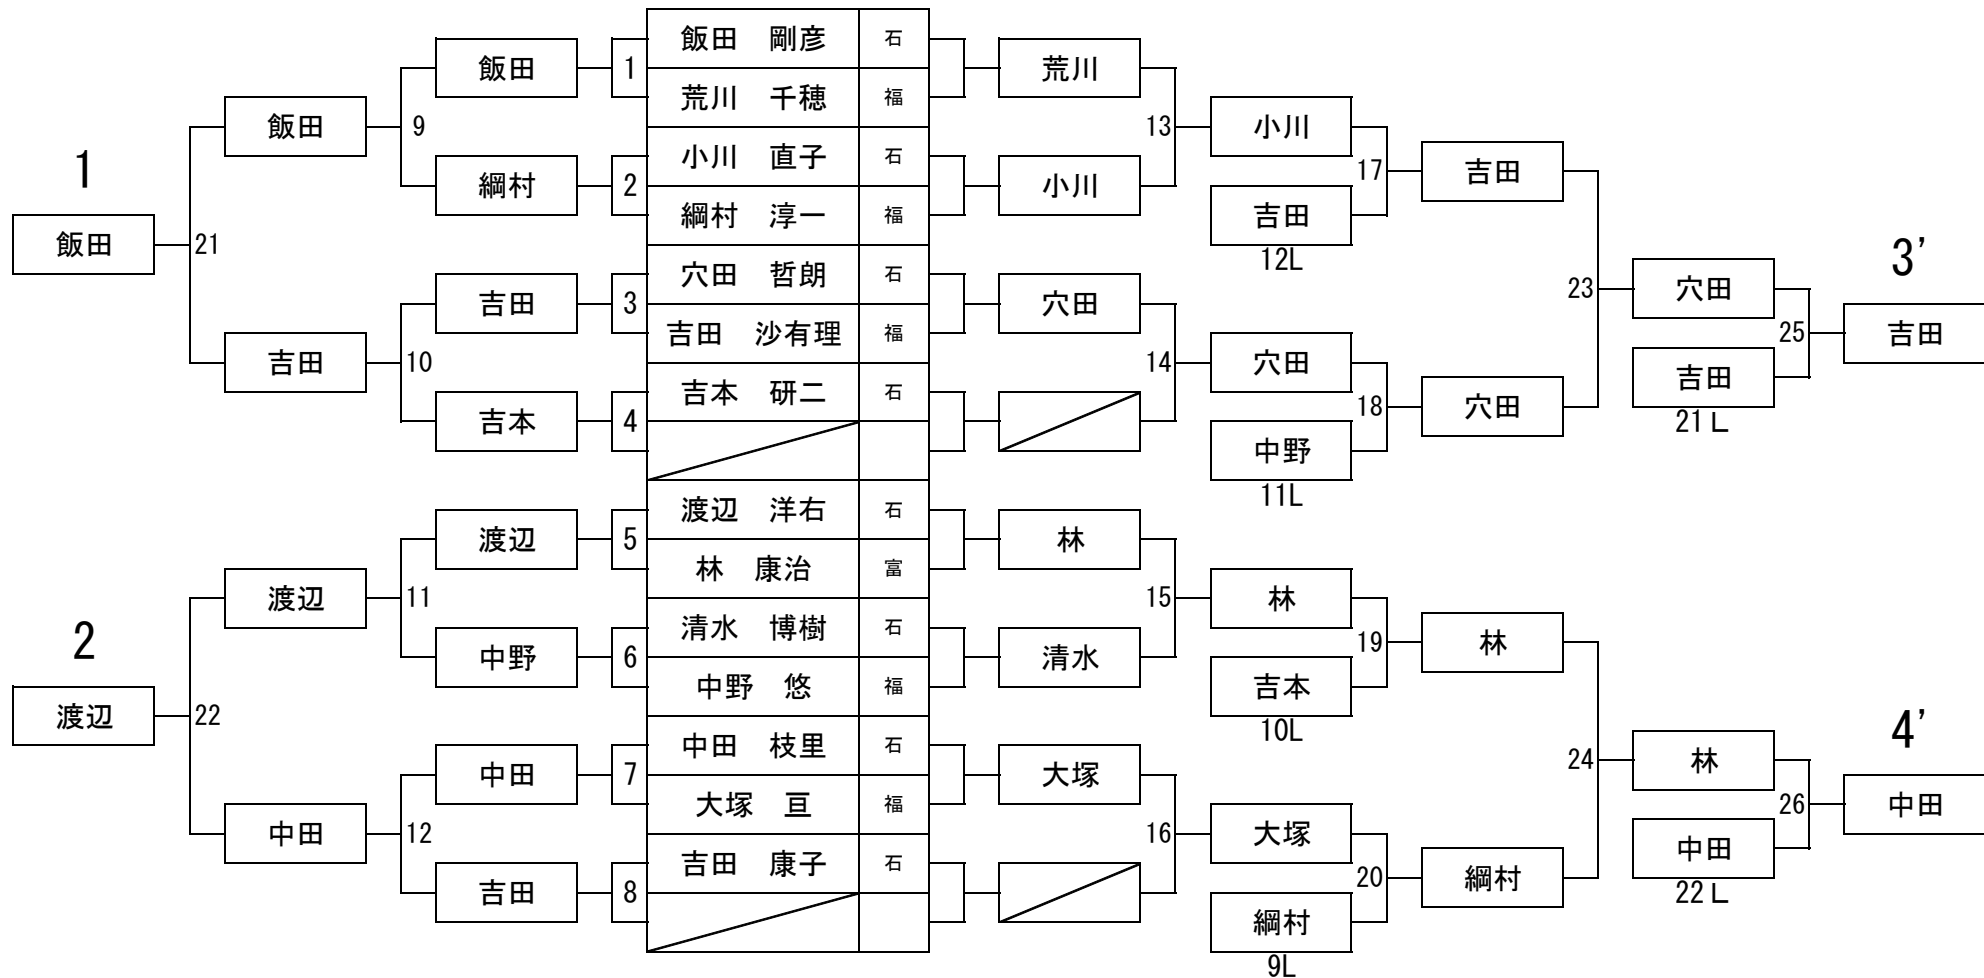 飯田 剛彦 石
飯田 1 荒川
荒川 千穂 福
飯田 9 13 小川
1 小川 直子 石
綱村 2 小川 17 吉田
綱村 淳一 福 吉田
飯田 21 12L 3’
穴田 哲朗 石
吉田 3 穴田 23 穴田
吉田 沙有理 福 25 吉田
吉田 10 14 穴田
吉本 研二 石 吉田
18 穴田 21L
吉本 4
中野
11L
渡辺 洋右 石
渡辺 5 林
林 康治 富
渡辺 11 15 林
2 清水 博樹 石
19 林
中野 6 清水
中野 悠 福 吉本
渡辺 22 10L 4’
中田 枝里 石
24 林
中田 7 大塚
大塚 亘 福 26 中田
中田 12 16 大塚
中田
吉田 康子 石
20 綱村 22L
吉田 8
綱村
9L